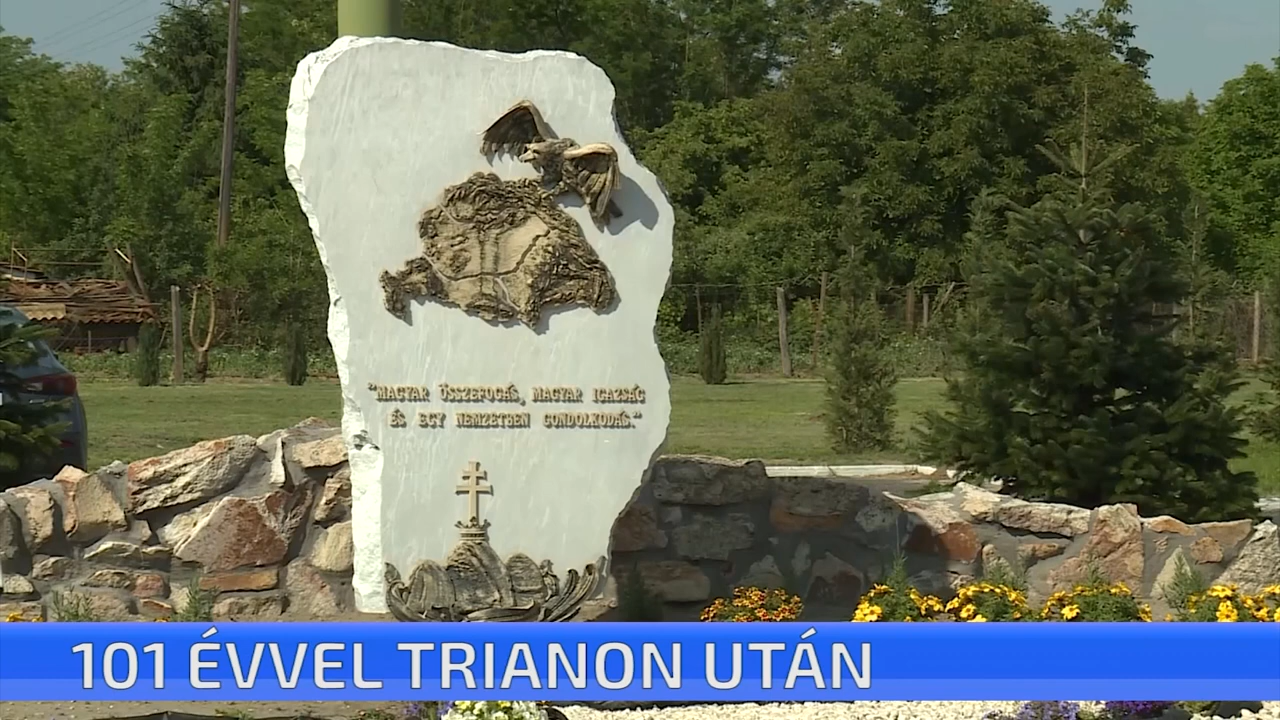 "MAGYAR ÖSSZEFOGÁS, MAGYAR IGAZSÁG
ÉS EGY NEMZETBEN GONDOLKODÁS."
101 ÉVVEL TRIANON UTÁN